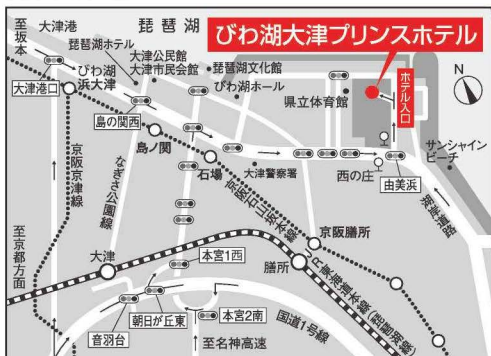 至坂本
大津港
琵琶湖
びわ湖大津プリンスホテル
琵琶湖ホテル
大津公民館
大津市民会館
琵琶湖文化館
びわ湖ホール
県立体育館
ホテル入口
N
大津港口
びわ湖
浜大津
島の関西
島ノ関
石場
大津警察署
西の庄
由美浜
サンシャイン
ビーチ
湖岸道路
京阪京津線
なぎさ公園線
京阪石山坂本線
京阪膳所
至京都方面
大津
本宮1西
膳所
JR東海道本線(琵琶湖線)
朝日が丘東
音羽台
本宮2南
国道1号線
至名神高速